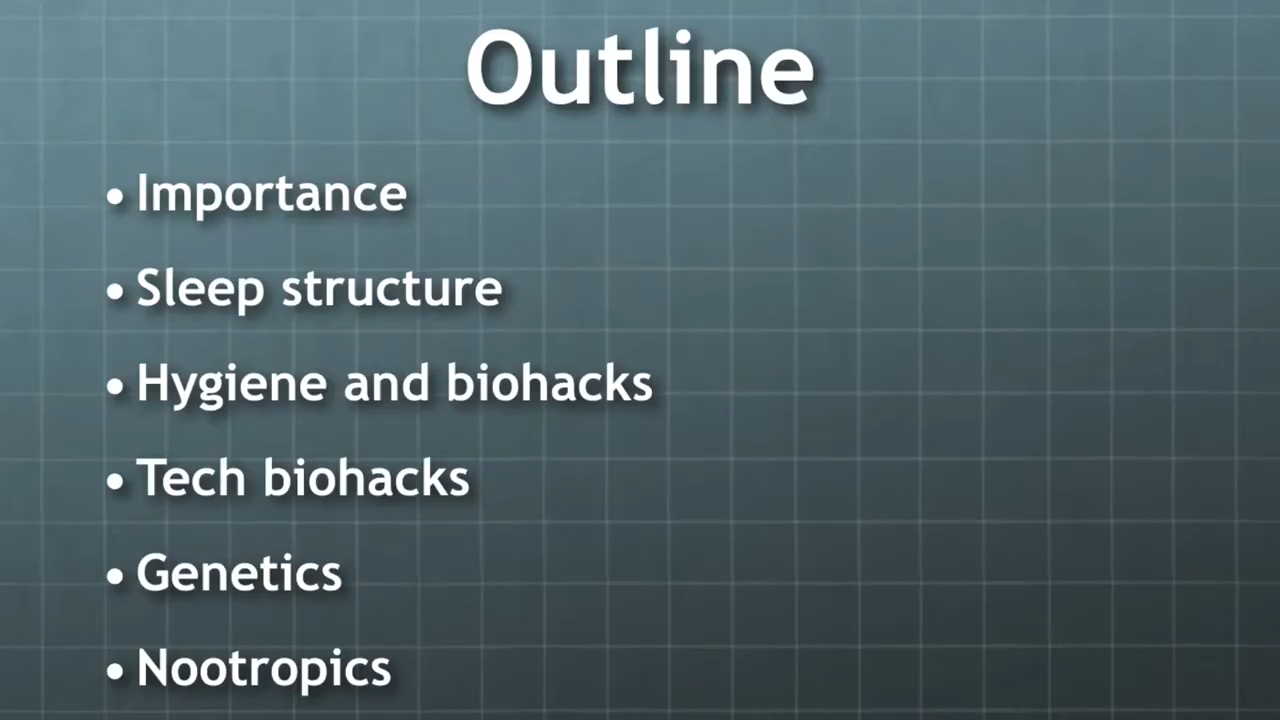 Outline
• Importance
• Sleep structure
• Hygiene and biohacks
• Tech biohacks
• Genetics
• Nootropics